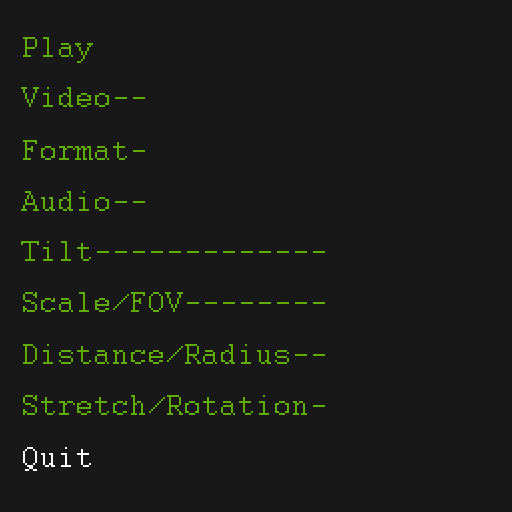 Play
Video--
Format-
Audio--
Tilt-------------
Scale/FOV--------
Distance/Radius--
Stretch/Rotation-
Quit